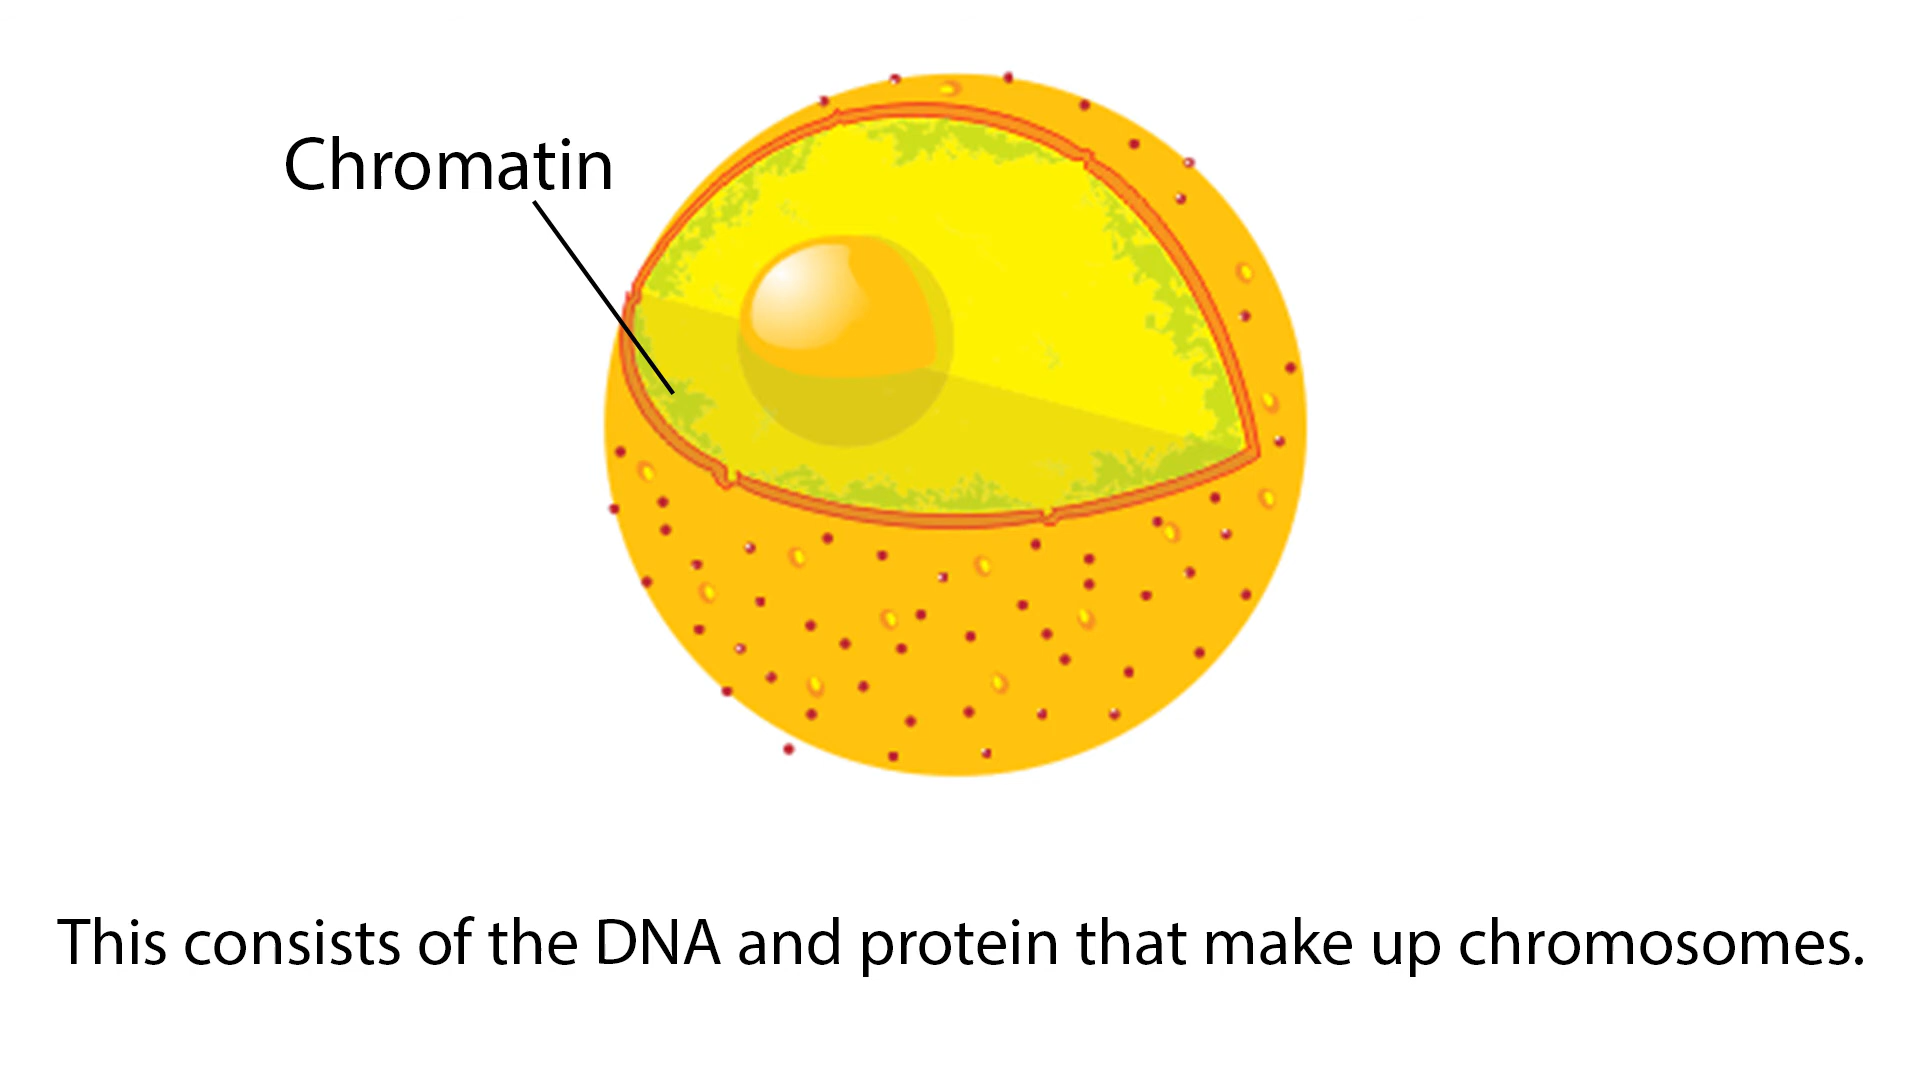 Chromatin
This consists of the DNA and protein that make up chromosomes.